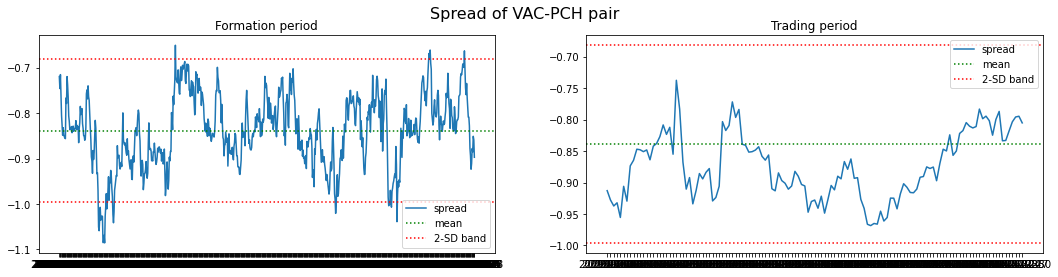 Spread of VAC-PCH pair
Formation period
−0.7
−0.8
−0.9
−1.0
−1.1
spread
mean
2-SD band
Trading period
−0.70
−0.75
−0.80
−0.85
−0.90
−0.95
−1.00
spread
mean
2-SD band